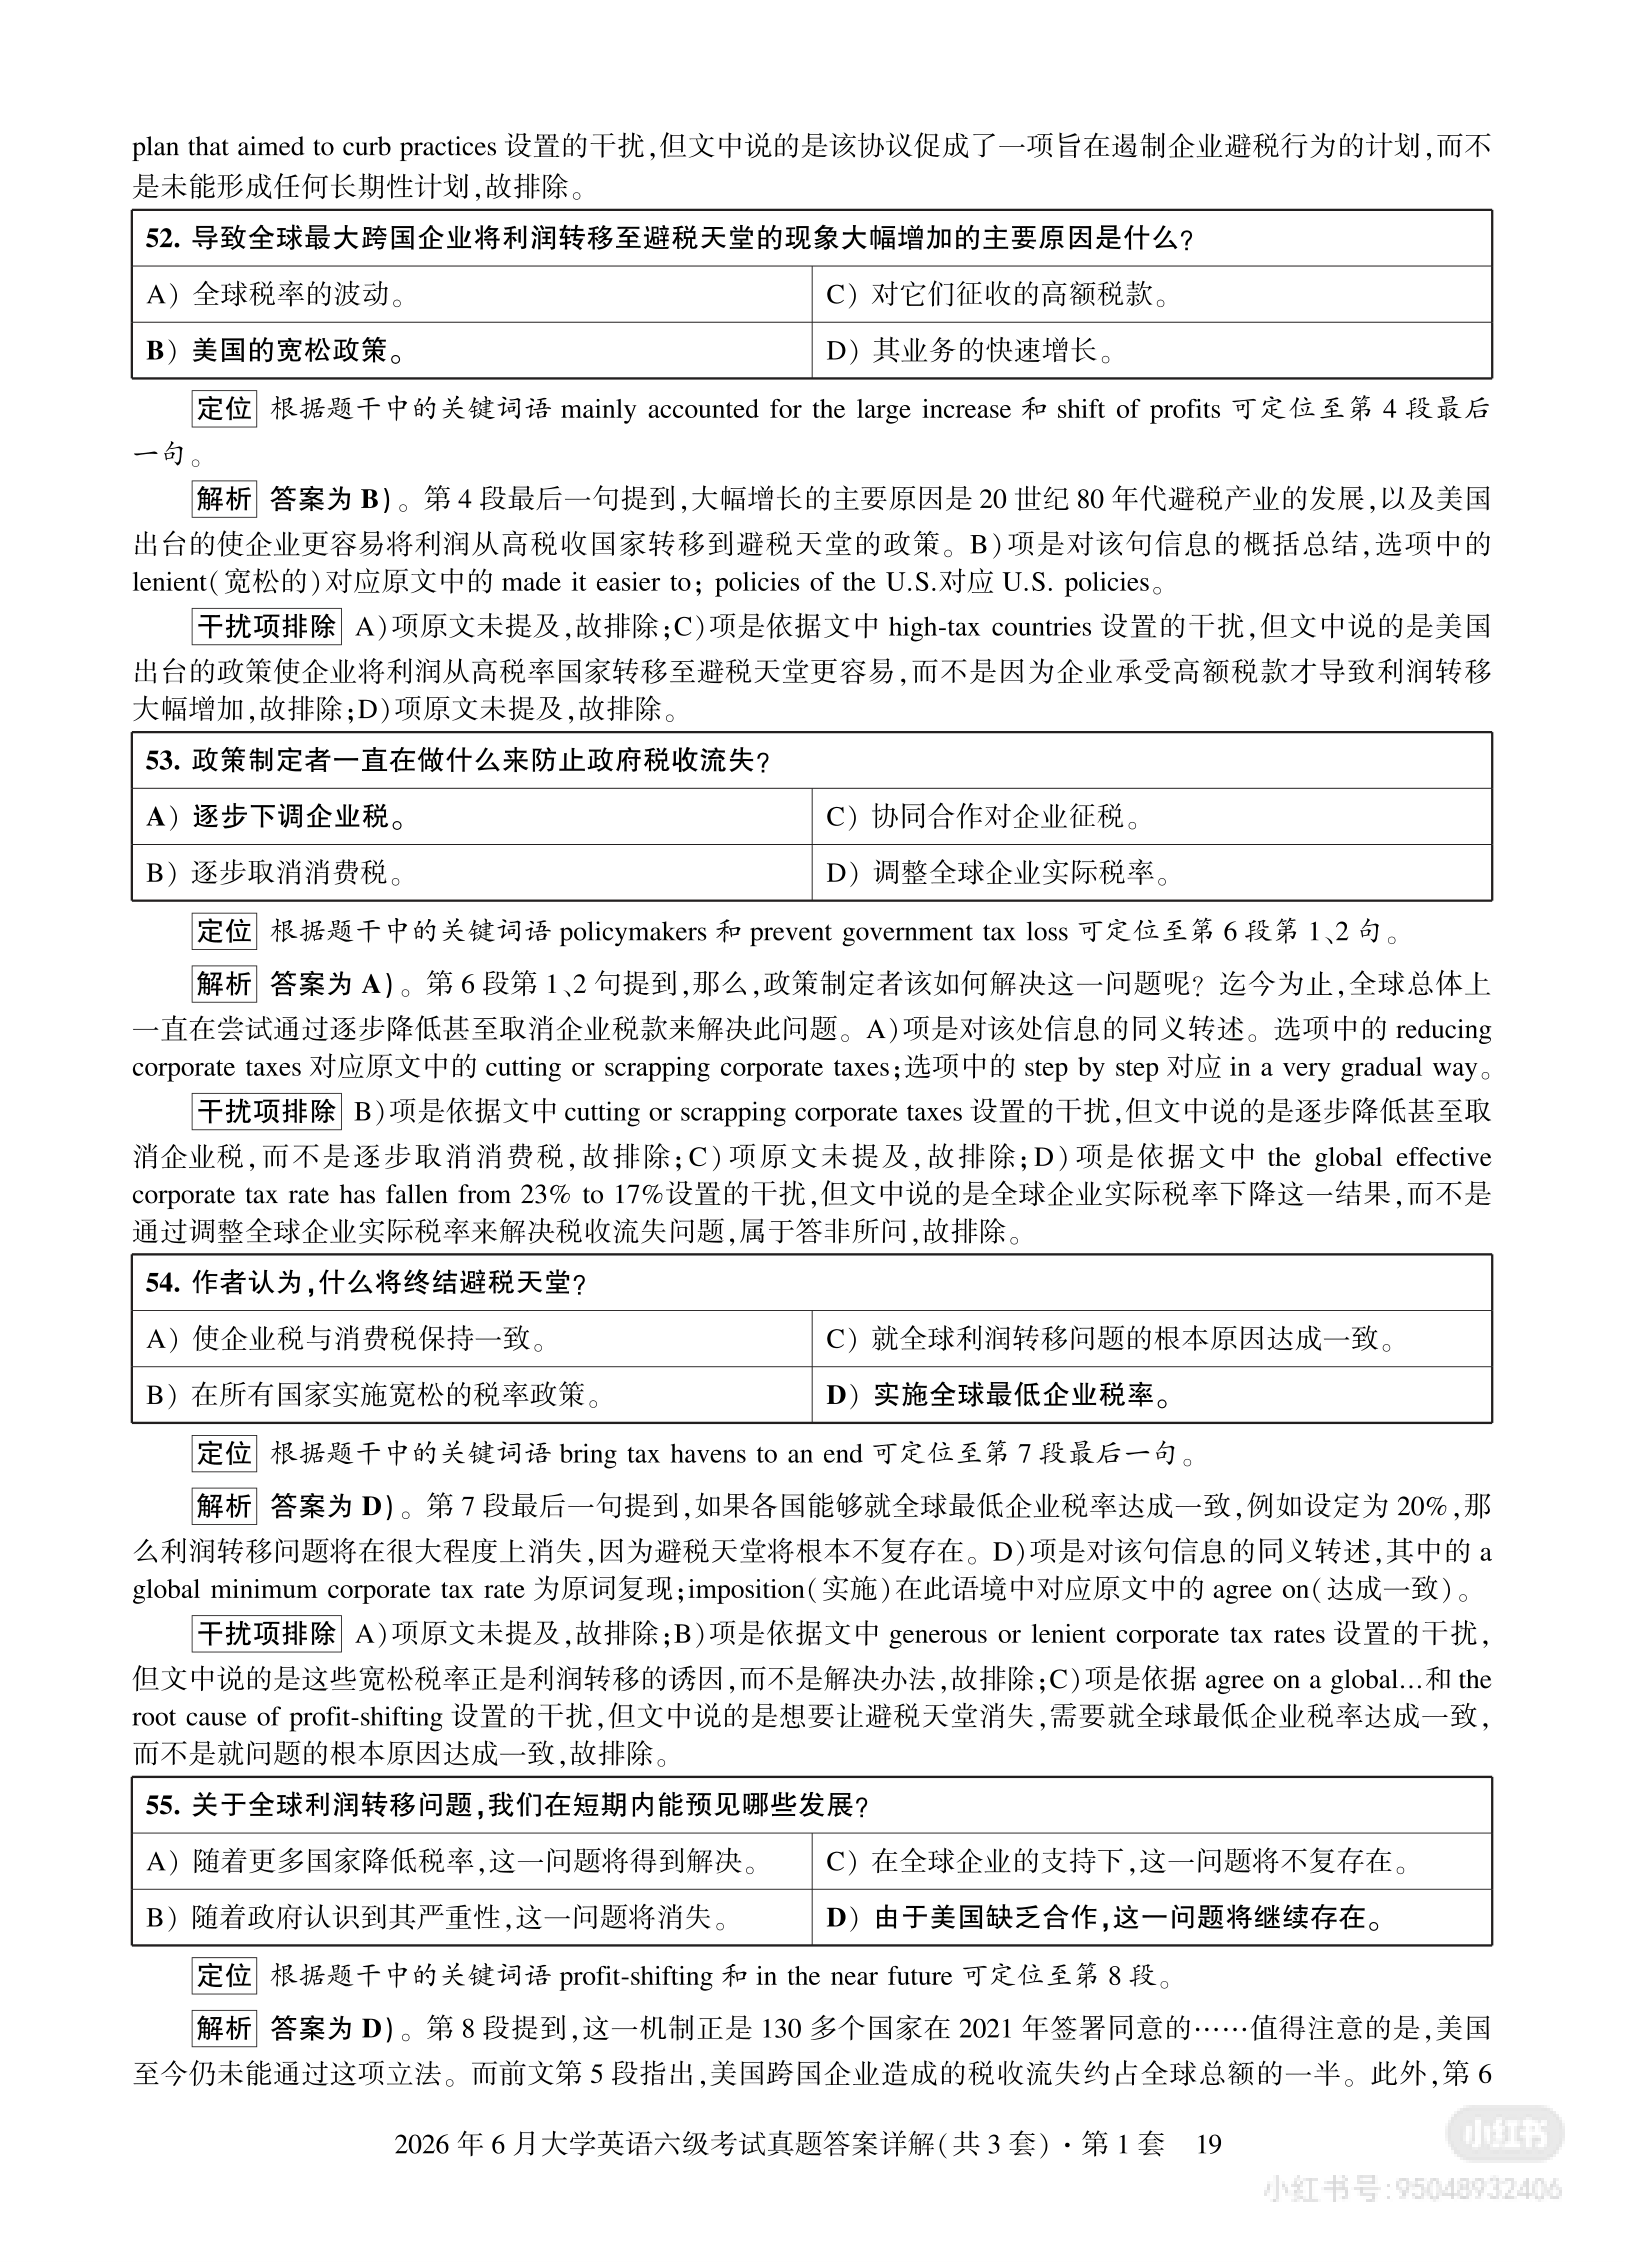 plan that aimed to curb practices 设置的干扰,但文中说的是该协议促成了一项旨在遏制企业避税行为的计划,而不
是未能形成任何长期性计划,故排除。
52. 导致全球最大跨国企业将利润转移至避税天堂的现象大幅增加的主要原因是什么?
A) 全球税率的波动。
C) 对它们征收的高额税款。
B) 美国的宽松政策。
D) 其业务的快速增长。
定位 根据题干中的关键词语 mainly accounted for the large increase 和 shift of profits 可定位至第 4 段最后
一句。
解析 答案为 B)。第 4 段最后一句提到,大幅增长的主要原因是 20 世纪 80 年代避税产业的发展,以及美国
出台的使企业更容易将利润从高税收国家转移到避税天堂的政策。B)项是对该句信息的概括总结,选项中的
lenient(宽松的)对应原文中的 made it easier to; policies of the U.S.对应 U.S. policies。
干扰项排除 A)项原文未提及,故排除;C)项是依据文中 high-tax countries 设置的干扰,但文中说的是美国
出台的政策使企业将利润从高税率国家转移至避税天堂更容易,而不是因为企业承受高额税款才导致利润转移
大幅增加,故排除;D)项原文未提及,故排除。
53. 政策制定者一直在做什么来防止政府税收流失?
A) 逐步下调企业税。
C) 协同合作对企业征税。
B) 逐步取消消费税。
D) 调整全球企业实际税率。
定位 根据题干中的关键词语 policymakers 和 prevent government tax loss 可定位至第 6 段第 1、2 句。
解析 答案为 A)。第 6 段第 1、2 句提到,那么,政策制定者该如何解决这一问题呢? 迄今为止,全球总体上
一直在尝试通过逐步降低甚至取消企业税款来解决此问题。A)项是对该处信息的同义转述。选项中的 reducing
corporate taxes 对应原文中的 cutting or scrapping corporate taxes;选项中的 step by step 对应 in a very gradual way。
干扰项排除 B)项是依据文中 cutting or scrapping corporate taxes 设置的干扰,但文中说的是逐步降低甚至取
消企业税,而不是逐步取消消费税,故排除;C)项原文未提及,故排除;D)项是依据文中 the global effective
corporate tax rate has fallen from 23% to 17%设置的干扰,但文中说的是全球企业实际税率下降这一结果,而不是
通过调整全球企业实际税率来解决税收流失问题,属于答非所问,故排除。
54. 作者认为,什么将终结避税天堂?
A) 使企业税与消费税保持一致。
C) 就全球利润转移问题的根本原因达成一致。
B) 在所有国家实施宽松的税率政策。
D) 实施全球最低企业税率。
定位 根据题干中的关键词语 bring tax havens to an end 可定位至第 7 段最后一句。
解析 答案为 D)。第 7 段最后一句提到,如果各国能够就全球最低企业税率达成一致,例如设定为 20%,那
么利润转移问题将在很大程度上消失,因为避税天堂将根本不复存在。D)项是对该句信息的同义转述,其中的 a
global minimum corporate tax rate 为原词复现;imposition(实施)在此语境中对应原文中的 agree on(达成一致)。
干扰项排除 A)项原文未提及,故排除;B)项是依据文中 generous or lenient corporate tax rates 设置的干扰,
但文中说的是这些宽松税率正是利润转移的诱因,而不是解决办法,故排除;C)项是依据 agree on a global…和 the
root cause of profit-shifting 设置的干扰,但文中说的是想要让避税天堂消失,需要就全球最低企业税率达成一致,
而不是就问题的根本原因达成一致,故排除。
55. 关于全球利润转移问题,我们在短期内能预见哪些发展?
A) 随着更多国家降低税率,这一问题将得到解决。
C) 在全球企业的支持下,这一问题将不复存在。
B) 随着政府认识到其严重性,这一问题将消失。
D) 由于美国缺乏合作,这一问题将继续存在。
定位 根据题干中的关键词语 profit-shifting 和 in the near future 可定位至第 8 段。
解析 答案为 D)。第 8 段提到,这一机制正是 130 多个国家在 2021 年签署同意的……值得注意的是,美国
至今仍未能通过这项立法。而前文第 5 段指出,美国跨国企业造成的税收流失约占全球总额的一半。此外,第 6
2026 年 6 月大学英语六级考试真题答案详解(共 3 套)·第 1 套 19
小红书
小红书号:95048932406